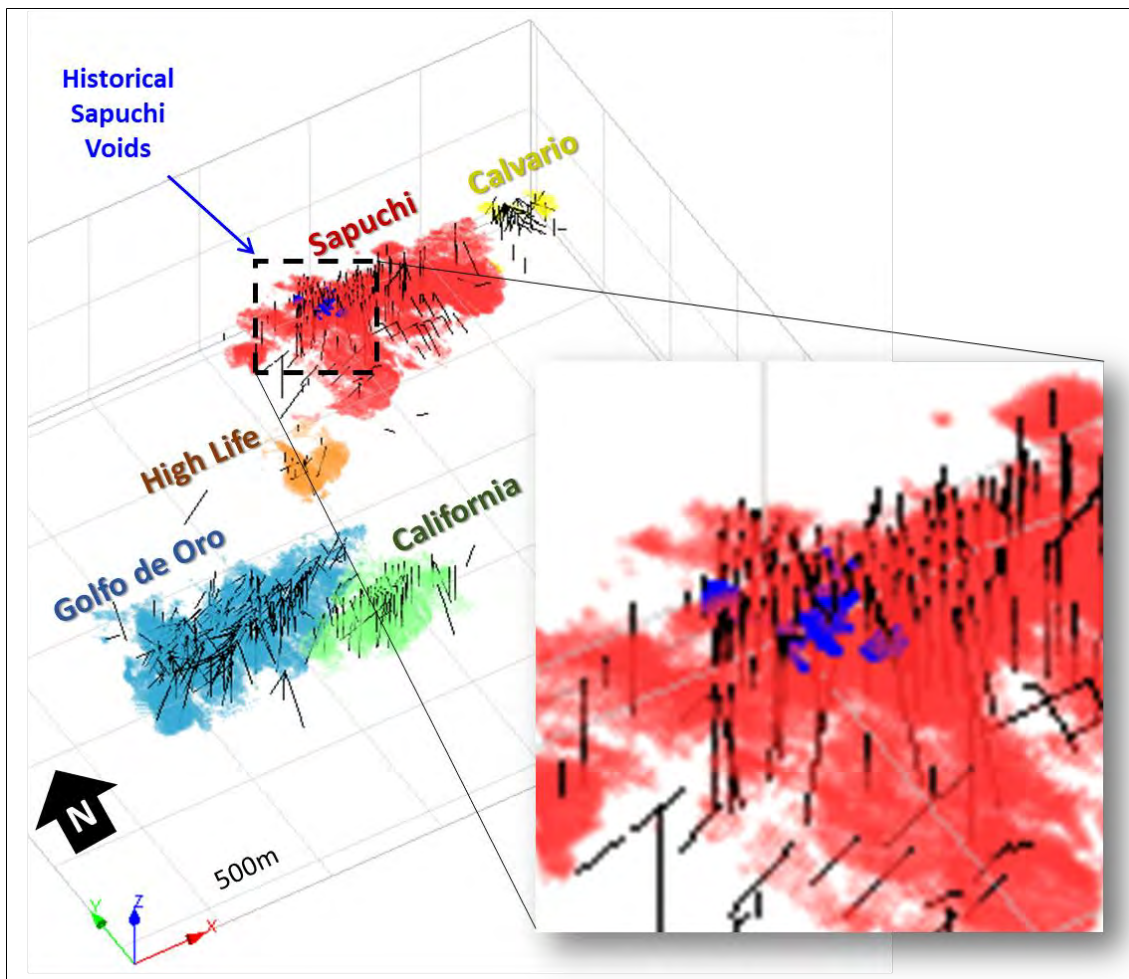 Historical
Sapuchi
Voids
Calvario
Sapuchi
High Life
California
Golfo de Oro
N
500m
Y
Z
X